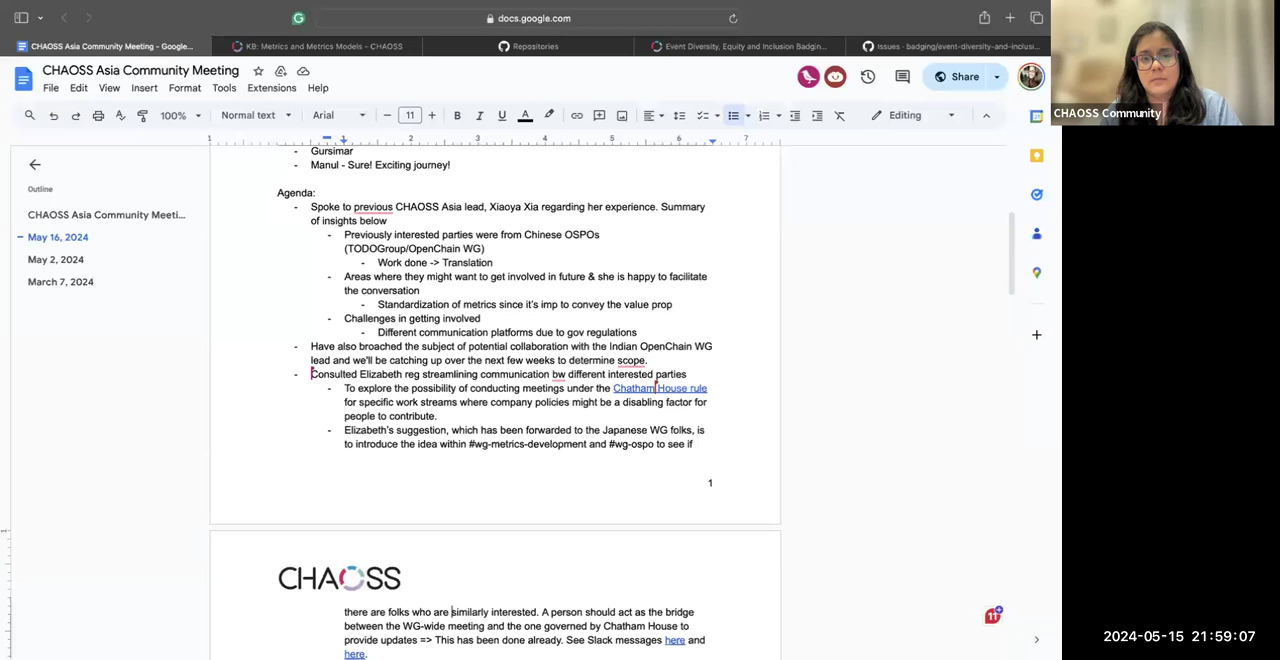 docs.google.com
CHAOSS Asia Community Meeting - Google...
KB: Metrics and Metrics Models - CHAOSS
Repositories
Event Diversity, Equity and Inclusion Badgin...
Issues · badging/event-diversity-and-inclusi...
CHAOSS Asia Community Meeting
File Edit View Insert Format Tools Extensions Help
Share
100% Normal text Arial 11 Editing
1 1 2 3 4 5 6 7
Outline
CHAOSS Asia Community Meeti...
May 16, 2024
May 2, 2024
March 7, 2024
- Gursimar
- Manul - Sure! Exciting journey!
Agenda:
- Spoke to previous CHAOSS Asia lead, Xiaoya Xia regarding her experience. Summary
of insights below
- Previously interested parties were from Chinese OSPOs
(TODOGroup/OpenChain WG)
- Work done -> Translation
- Areas where they might want to get involved in future & she is happy to facilitate
the conversation
- Standardization of metrics since it's imp to convey the value prop
- Challenges in getting involved
- Different communication platforms due to gov regulations
- Have also broached the subject of potential collaboration with the Indian OpenChain WG
lead and we'll be catching up over the next few weeks to determine scope.
- Consulted Elizabeth reg streamlining communication bw different interested parties
- To explore the possibility of conducting meetings under the Chatham House rule
for specific work streams where company policies might be a disabling factor for
people to contribute.
- Elizabeth's suggestion, which has been forwarded to the Japanese WG folks, is
to introduce the idea within #wg-metrics-development and #wg-ospo to see if
1
CHAOSS
there are folks who are similarly interested. A person should act as the bridge
between the WG-wide meeting and the one governed by Chatham House to
provide updates => This has been done already. See Slack messages here and
here.
11
CHAOSS Community
2024-05-15 21:59:07